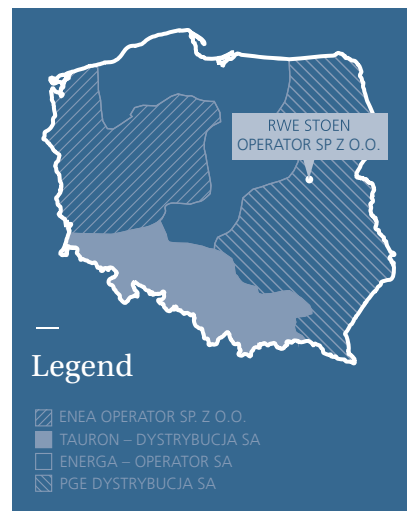 RWE STOEN
OPERATOR SP Z O.O.
Legend
ENEA OPERATOR SP. Z O.O.
TAURON – DYSTRYBUCJA SA
ENERGA – OPERATOR SA
PGE DYSTRYBUCJA SA